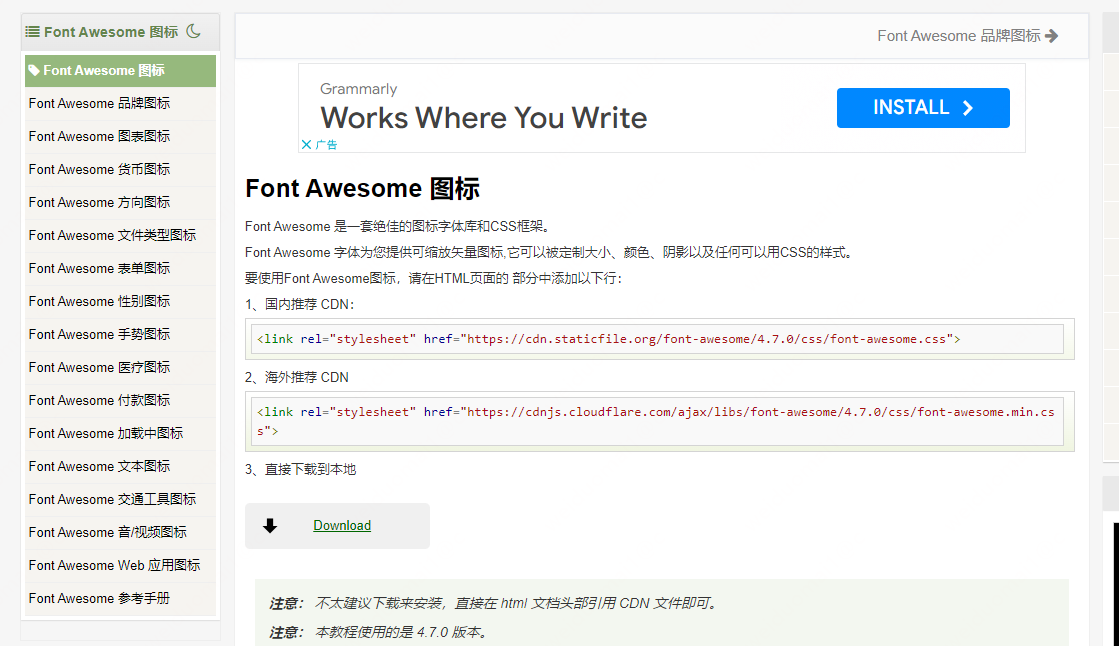 Font Awesome 图标
Font Awesome 图标
Font Awesome 品牌图标
Font Awesome 图表图标
Font Awesome 货币图标
Font Awesome 方向图标
Font Awesome 文件类型图标
Font Awesome 表单图标
Font Awesome 性别图标
Font Awesome 手势图标
Font Awesome 医疗图标
Font Awesome 付款图标
Font Awesome 加载中图标
Font Awesome 文本图标
Font Awesome 交通工具图标
Font Awesome 音/视频图标
Font Awesome Web 应用图标
Font Awesome 参考手册
Font Awesome 品牌图标
Grammarly
Works Where You Write
INSTALL
广告
Font Awesome 图标
Font Awesome 是一套绝佳的图标字体库和CSS框架。
Font Awesome 字体为您提供可缩放矢量图标,它可以被定制大小、颜色、阴影以及任何可以用CSS的样式。
要使用Font Awesome图标，请在HTML页面的 部分中添加以下行：
1、国内推荐 CDN：
<link rel="stylesheet" href="https://cdn.staticfile.org/font-awesome/4.7.0/css/font-awesome.css">
2、海外推荐 CDN
<link rel="stylesheet" href="https://cdnjs.cloudflare.com/ajax/libs/font-awesome/4.7.0/css/font-awesome.min.cs
s">
3、直接下载到本地
Download
注意： 不太建议下载来安装，直接在 html 文档头部引用 CDN 文件即可。
注意： 本教程使用的是 4.7.0 版本。